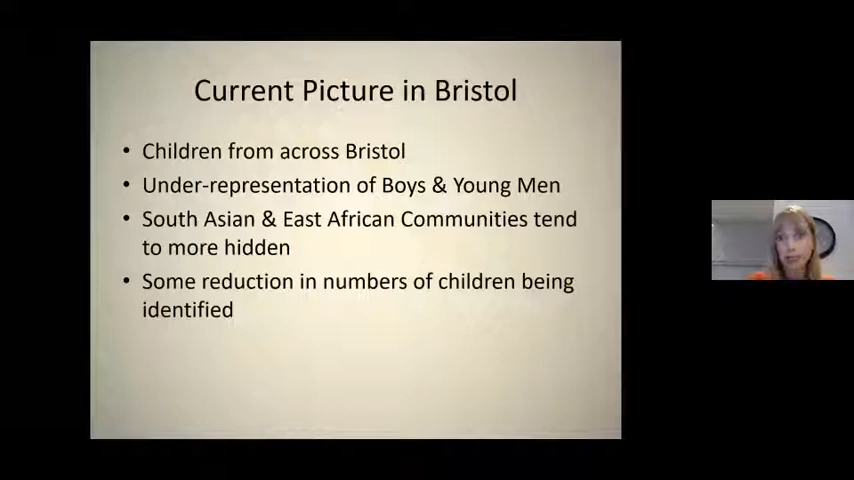 Current Picture in Bristol
• Children from across Bristol
• Under-representation of Boys & Young Men
• South Asian & East African Communities tend
to more hidden
• Some reduction in numbers of children being
identified